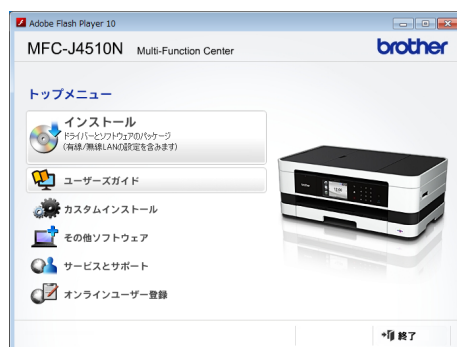 Adobe Flash Player 10
MFC-J4510N Multi-Function Center
brother
トップメニュー
インストール
ドライバーとソフトウェアのパッケージ
(有線/無線LANの設定を含みます)
ユーザーズガイド
カスタムインストール
その他ソフトウェア
サービスとサポート
オンラインユーザー登録
終了